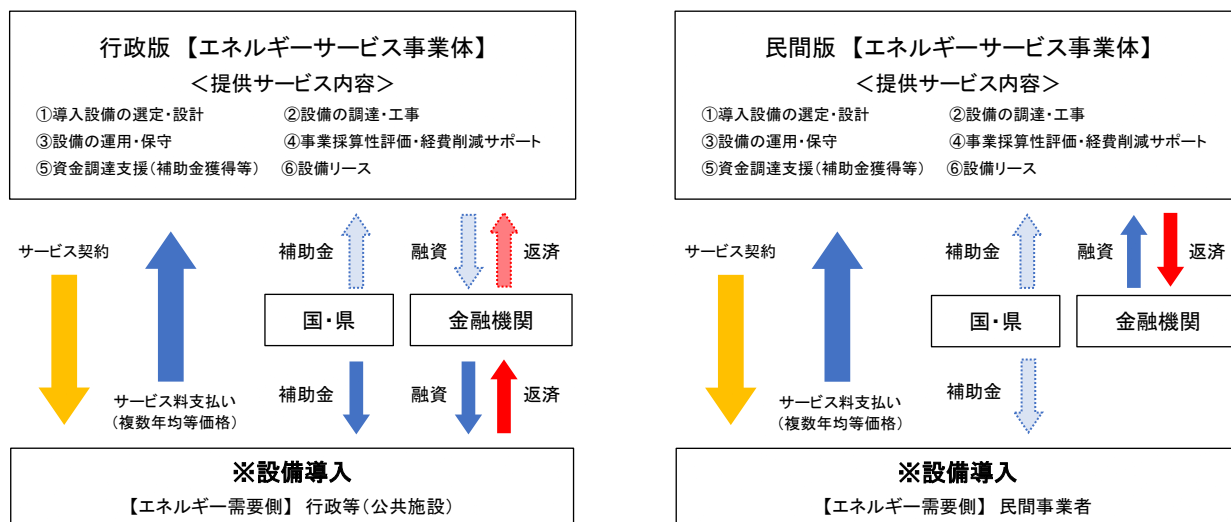 行政版 【エネルギーサービス事業体】
＜提供サービス内容＞
①導入設備の選定・設計 ②設備の調達・工事
③設備の運用・保守 ④事業採算性評価・経費削減サポート
⑤資金調達支援（補助金獲得等） ⑥設備リース
サービス契約
補助金
融資
返済
国・県
金融機関
補助金
融資
返済
サービス料支払い
（複数年均等価格）
※設備導入
【エネルギー需要側】 行政等（公共施設）
民間版 【エネルギーサービス事業体】
＜提供サービス内容＞
①導入設備の選定・設計 ②設備の調達・工事
③設備の運用・保守 ④事業採算性評価・経費削減サポート
⑤資金調達支援（補助金獲得等） ⑥設備リース
サービス契約
補助金
融資
返済
国・県
金融機関
補助金
サービス料支払い
（複数年均等価格）
※設備導入
【エネルギー需要側】 民間事業者